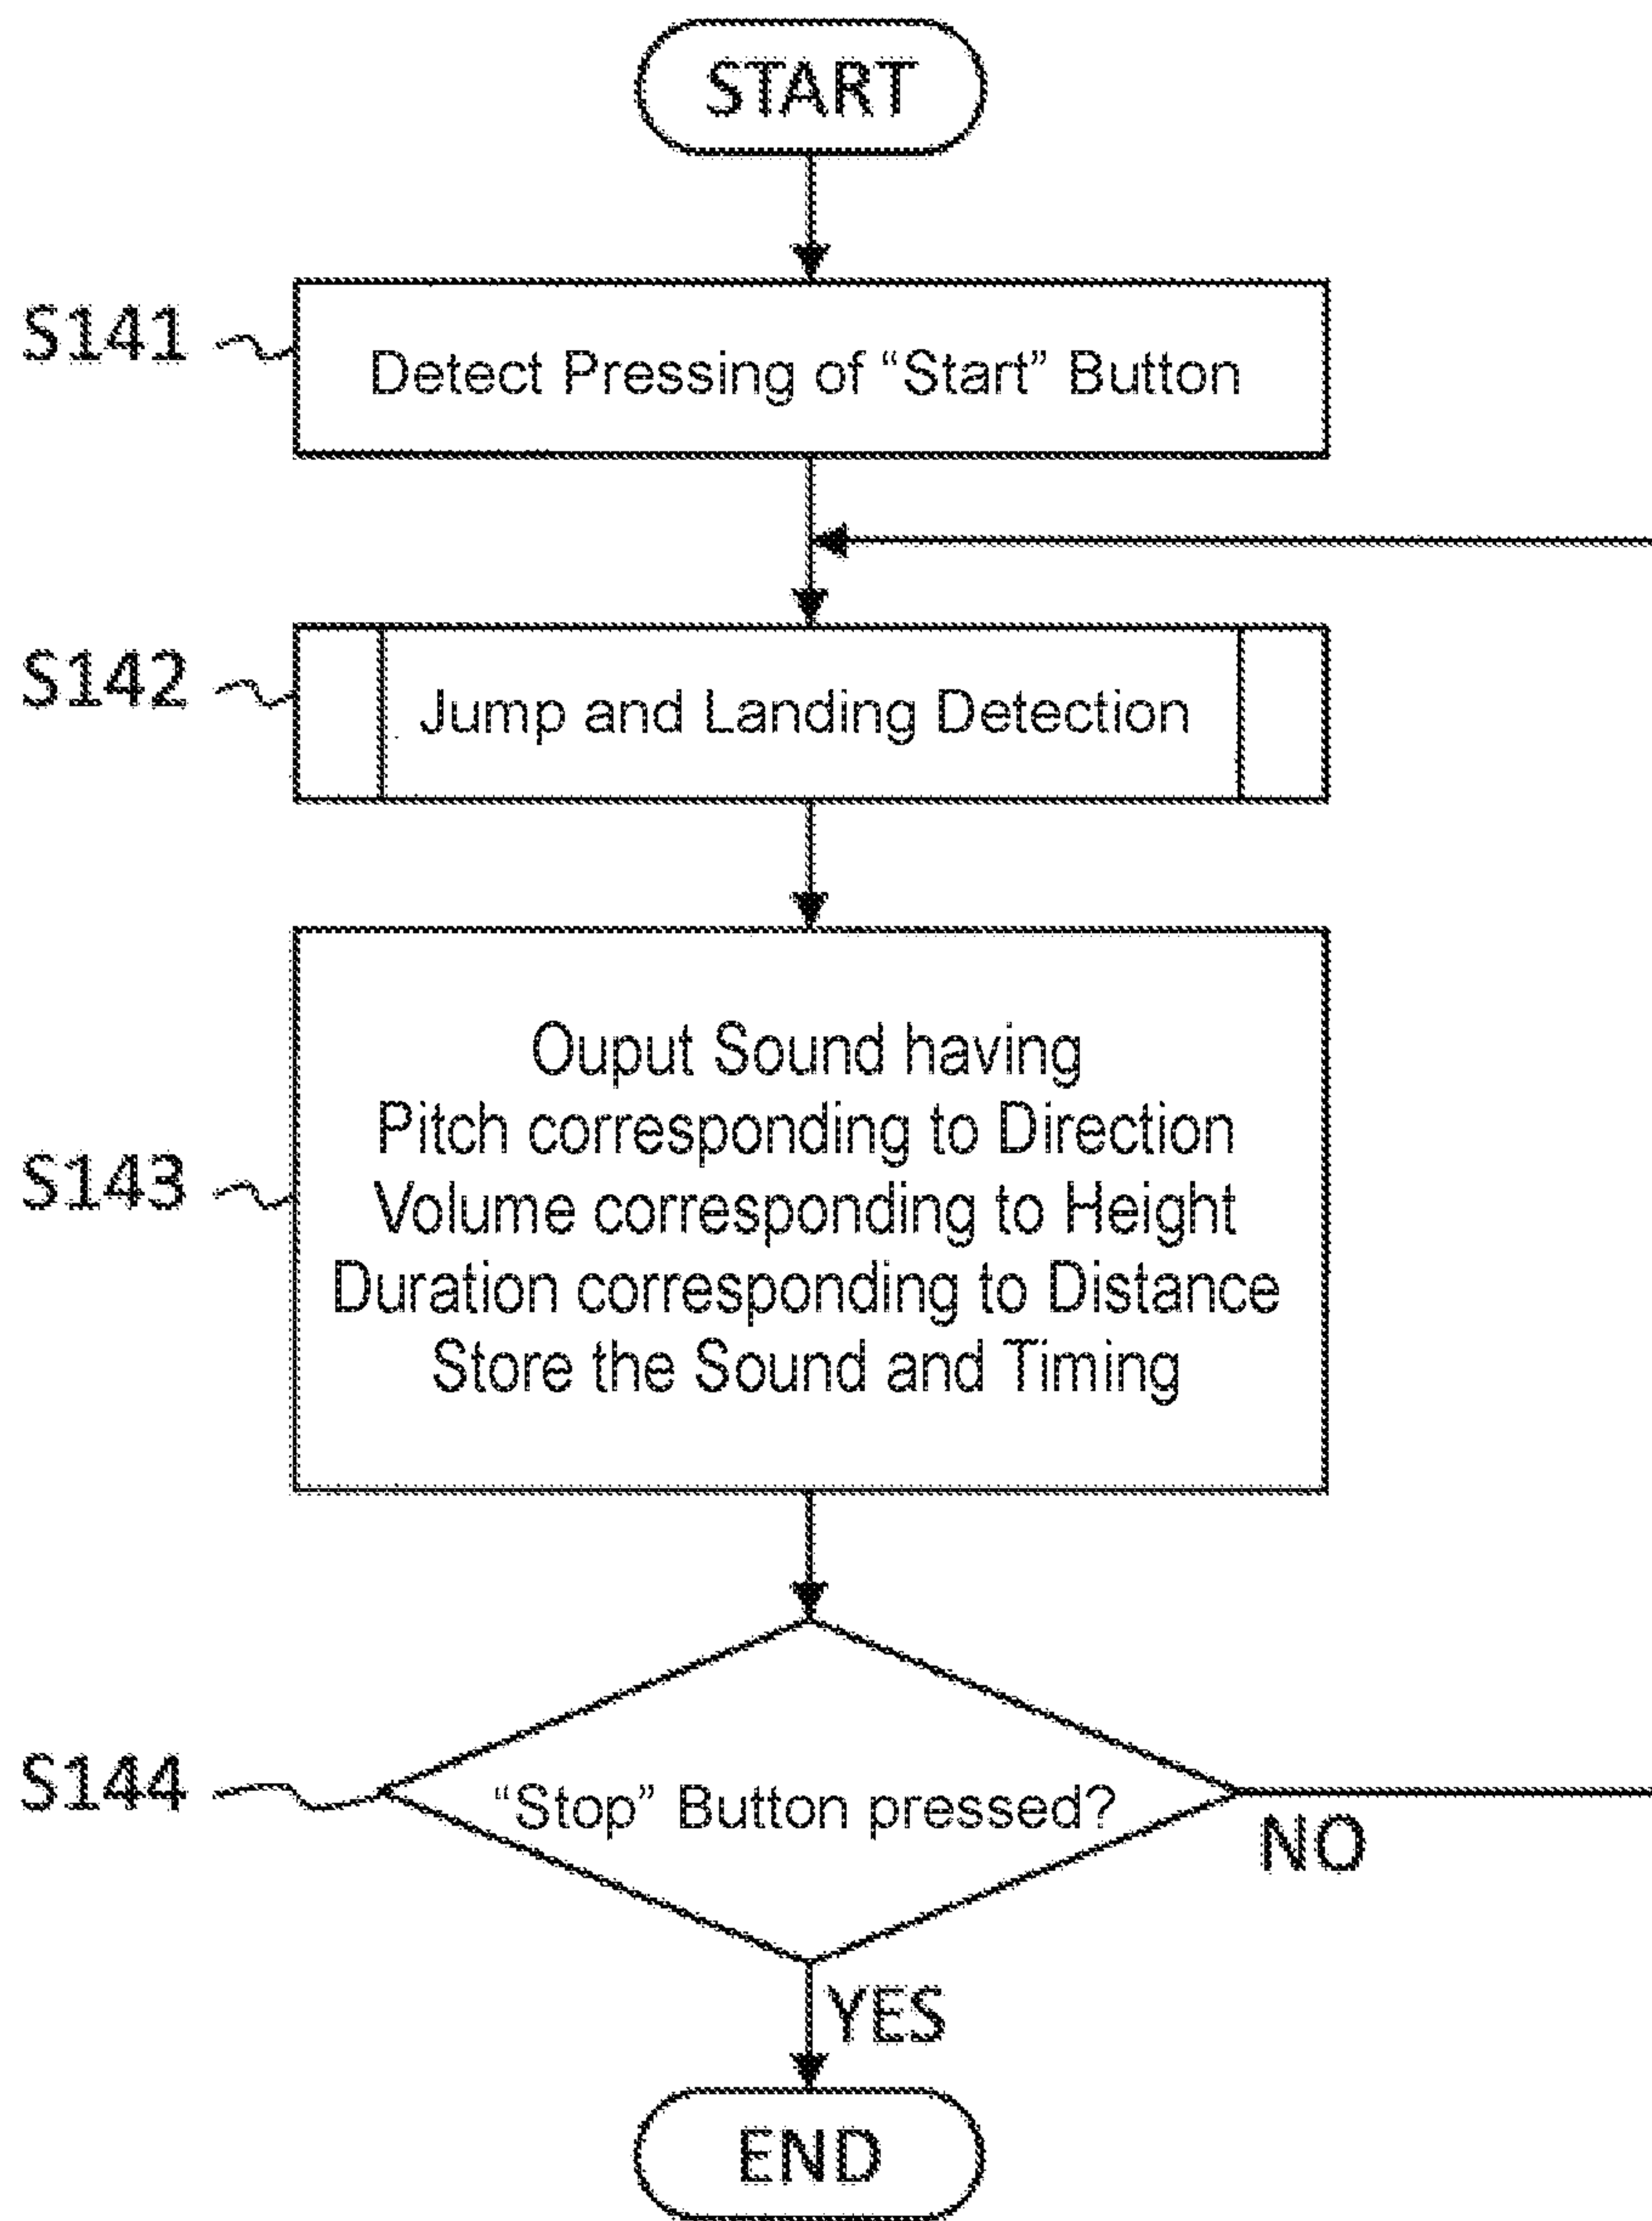 START
S141
Detect Pressing of “Start” Button
S142
Jump and Landing Detection
S143
Ouput Sound having
Pitch corresponding to Direction
Volume corresponding to Height
Duration corresponding to Distance
Store the Sound and Timing
S144
“Stop” Button pressed?
NO
YES
END